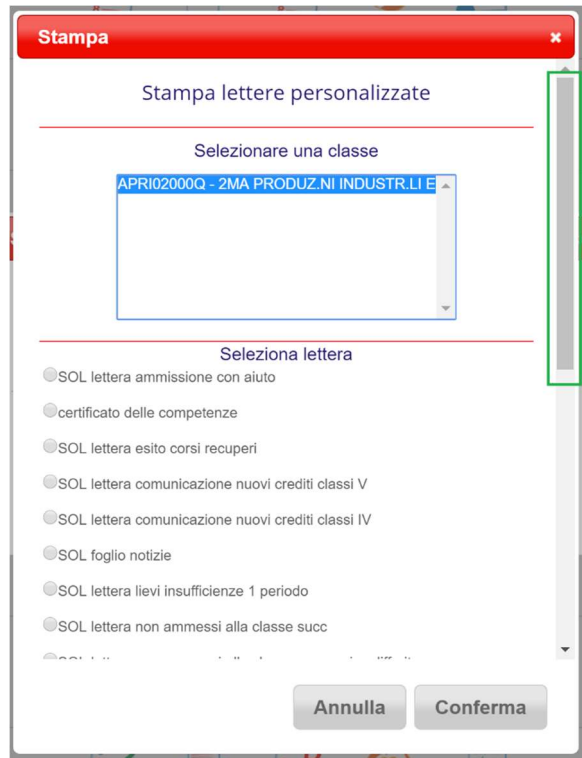 Stampa
Stampa lettere personalizzate
Selezionare una classe
APRI02000Q - 2MA PRODUZ.NI INDUSTR.LI E
Seleziona lettera
SOL lettera ammissione con aiuto
certificato delle competenze
SOL lettera esito corsi recuperi
SOL lettera comunicazione nuovi crediti classi V
SOL lettera comunicazione nuovi crediti classi IV
SOL foglio notizie
SOL lettera lievi insufficienze 1 periodo
SOL lettera non ammessi alla classe succ
Annulla Conferma